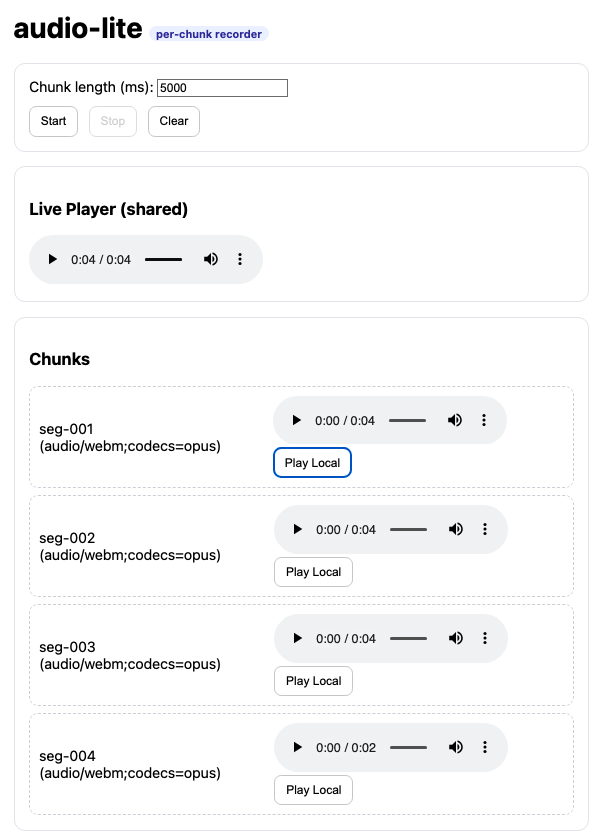 audio-lite per-chunk recorder
Chunk length (ms): 5000
Start Stop Clear
Live Player (shared)
0:04 / 0:04
Chunks
seg-001
(audio/webm;codecs=opus)
0:00 / 0:04
Play Local
seg-002
(audio/webm;codecs=opus)
0:00 / 0:04
Play Local
seg-003
(audio/webm;codecs=opus)
0:00 / 0:04
Play Local
seg-004
(audio/webm;codecs=opus)
0:00 / 0:02
Play Local